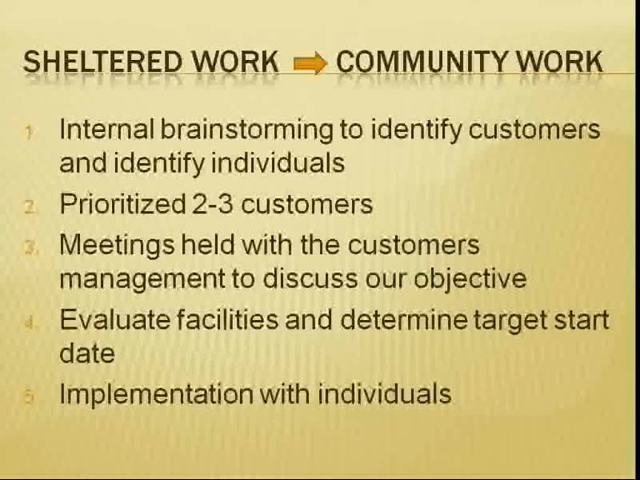 SHELTERED WORK COMMUNITY WORK
1. Internal brainstorming to identify customers
and identify individuals
2. Prioritized 2-3 customers
3. Meetings held with the customers
management to discuss our objective
4. Evaluate facilities and determine target start
date
5. Implementation with individuals